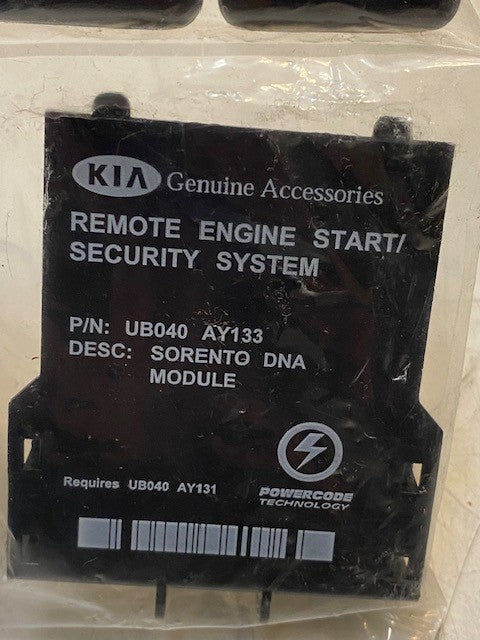 KIA Genuine Accessories
REMOTE ENGINE START/
SECURITY SYSTEM
P/N: UB040 AY133
DESC: SORENTO DNA
MODULE
Requires UB040 AY131
POWERCODE
TECHNOLOGY